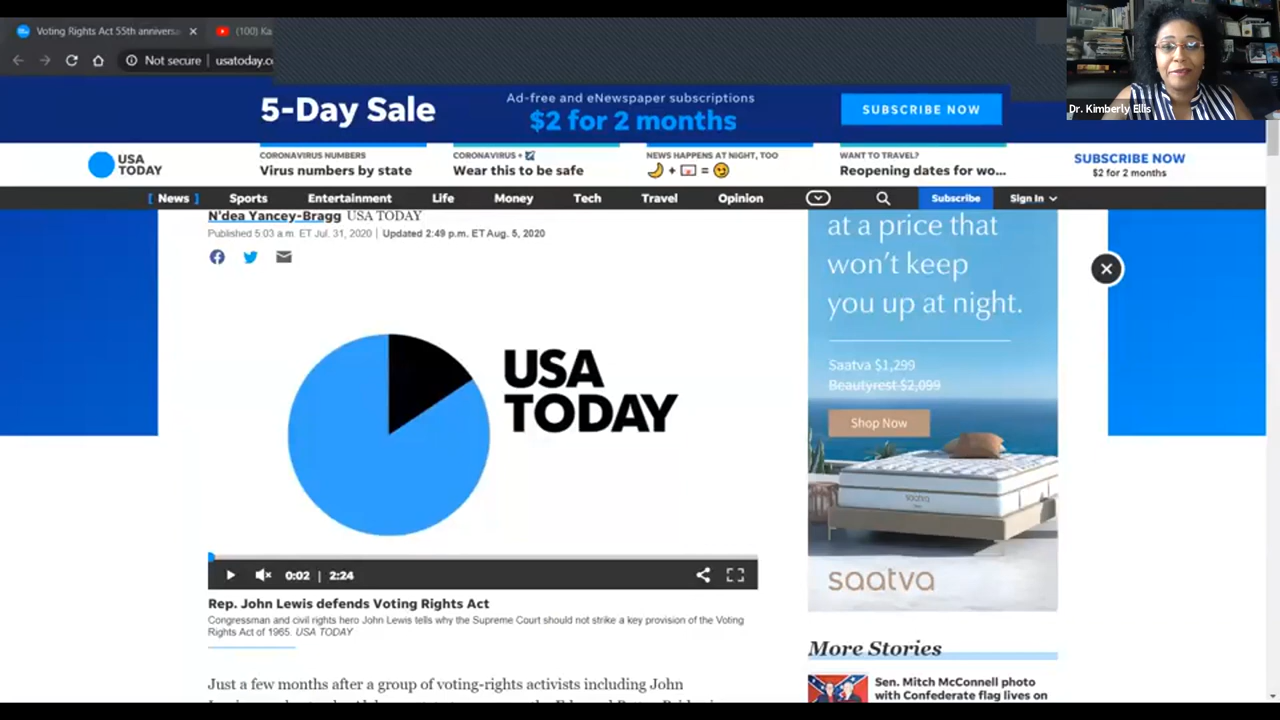 Voting Rights Act 55th annivers
(100) Ka
Not secure
usatoday.c
Dr. Kimberly Ellis
5-Day Sale
Ad-free and eNewspaper subscriptions
$2 for 2 months
SUBSCRIBE NOW
USA
TODAY
CORONAVIRUS NUMBERS
Virus numbers by state
CORONAVIRUS +
Wear this to be safe
NEWS HAPPENS AT NIGHT, TOO
+ =
WANT TO TRAVEL?
Reopening dates for wo...
SUBSCRIBE NOW
$2 for 2 months
[ News ] Sports Entertainment Life Money Tech Travel Opinion Subscribe Sign In
N'dea Yancey-Bragg USA TODAY
Published 5:03 a.m. ET Jul. 31, 2020 | Updated 2:49 p.m. ET Aug. 5, 2020
USA
TODAY
0:02 | 2:24
Rep. John Lewis defends Voting Rights Act
Congressman and civil rights hero John Lewis tells why the Supreme Court should not strike a key provision of the Voting
Rights Act of 1965. USA TODAY
Just a few months after a group of voting-rights activists including John
at a price that
won't keep
you up at night.
Saatva $1,299
Beautyrest $2,099
Shop Now
saatva
saatva
More Stories
Sen. Mitch McConnell photo
with Confederate flag lives on